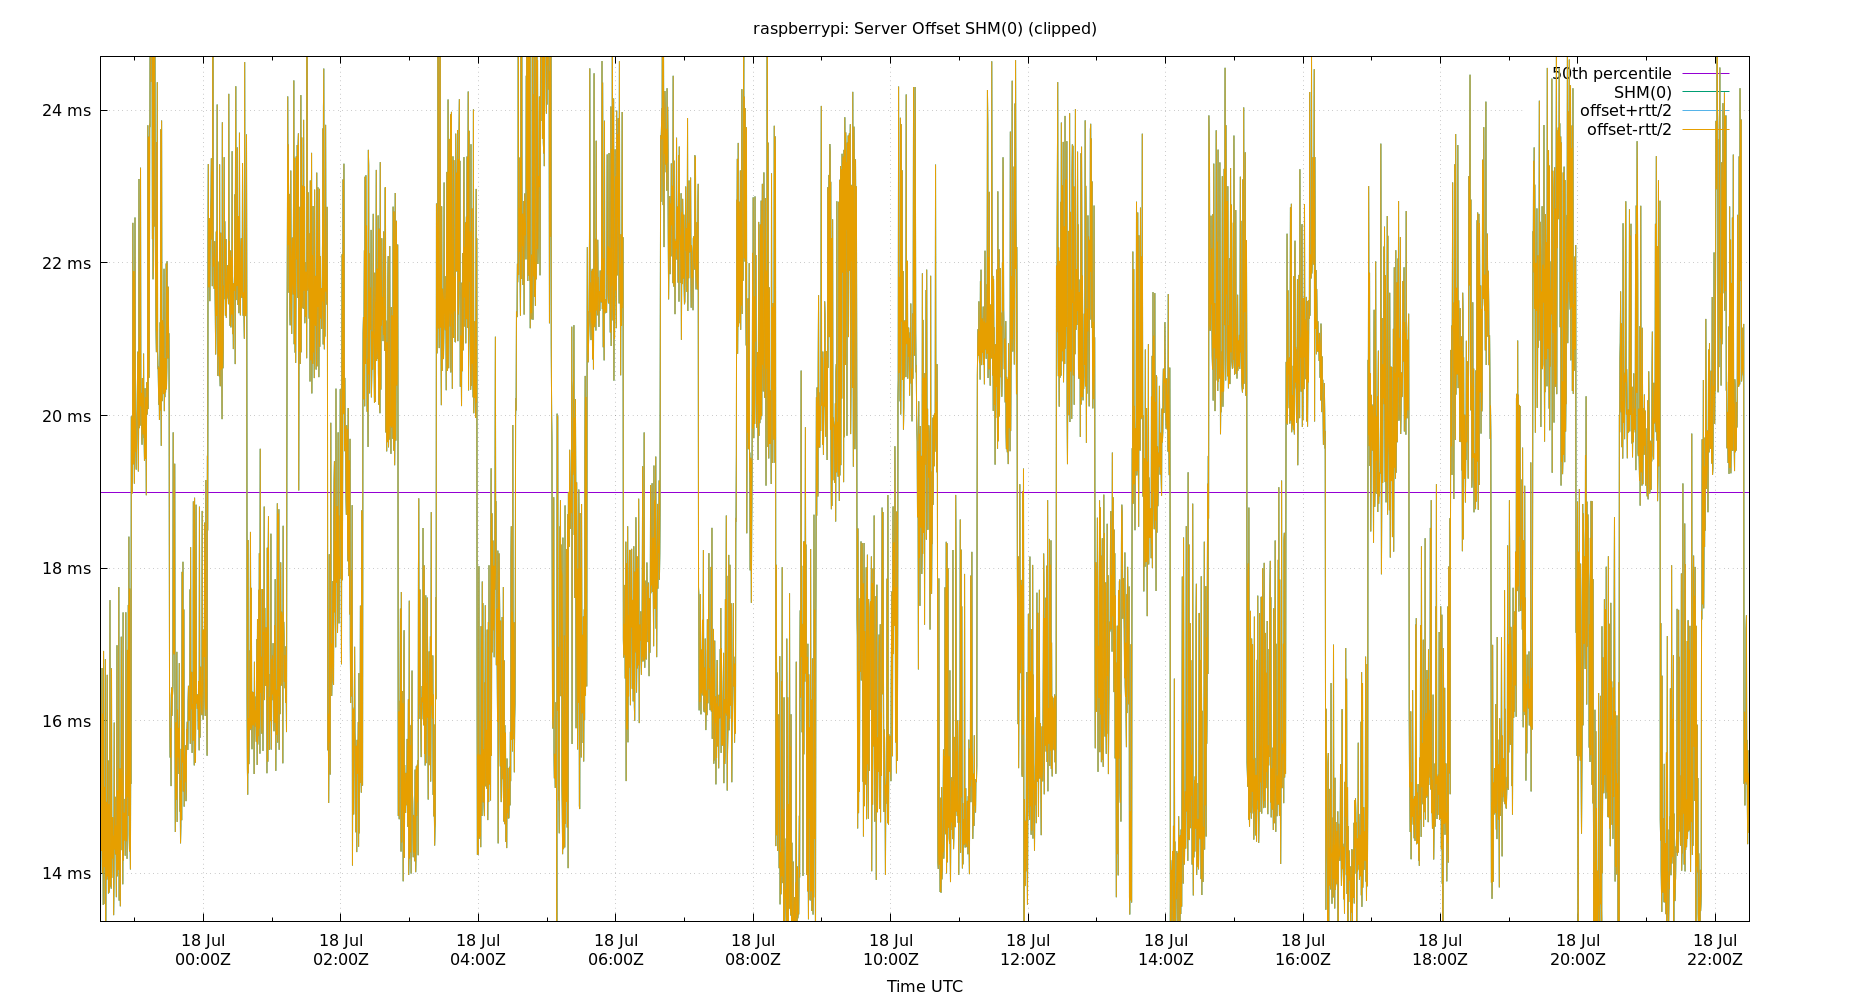 raspberrypi: Server Offset SHM(0) (clipped)
50th percentile
SHM(0)
offset+rtt/2
offset-rtt/2
24 ms
22 ms
20 ms
18 ms
16 ms
14 ms
18 Jul 18 Jul 18 Jul 18 Jul 18 Jul 18 Jul 18 Jul 18 Jul 18 Jul 18 Jul 18 Jul 18 Jul
00:00Z 02:00Z 04:00Z 06:00Z 08:00Z 10:00Z 12:00Z 14:00Z 16:00Z 18:00Z 20:00Z 22:00Z
Time UTC